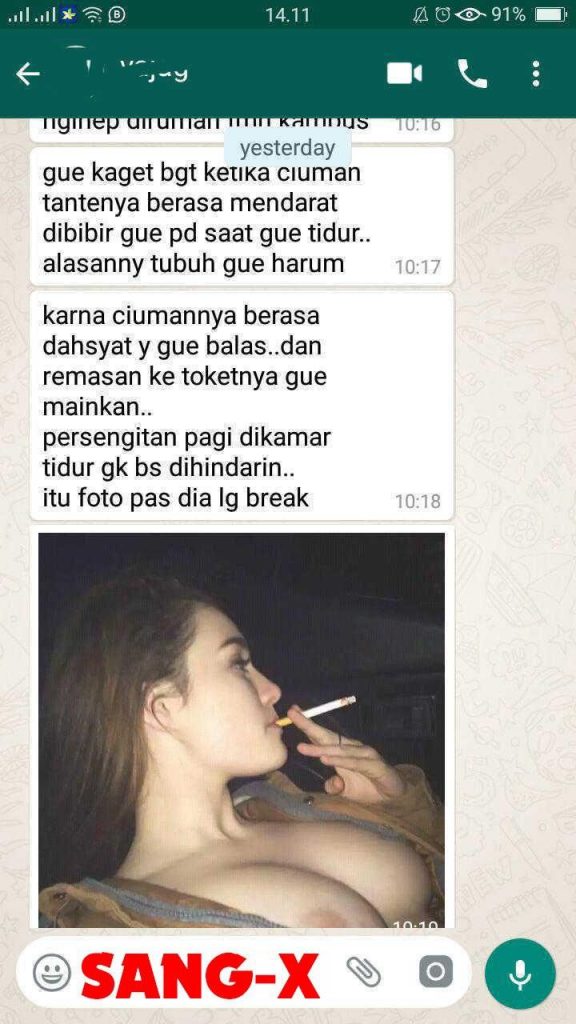 14.11
91%
nginep dirumah tmn kampus 10:16
yesterday
gue kaget bgt ketika ciuman
tantenya berasa mendarat
dibibir gue pd saat gue tidur..
alasanny tubuh gue harum 10:17
karna ciumannya berasa
dahsyat y gue balas..dan
remasan ke toketnya gue
mainkan..
persengitan pagi dikamar
tidur gk bs dihindarin..
itu foto pas dia lg break 10:18
10:19
SANG-X